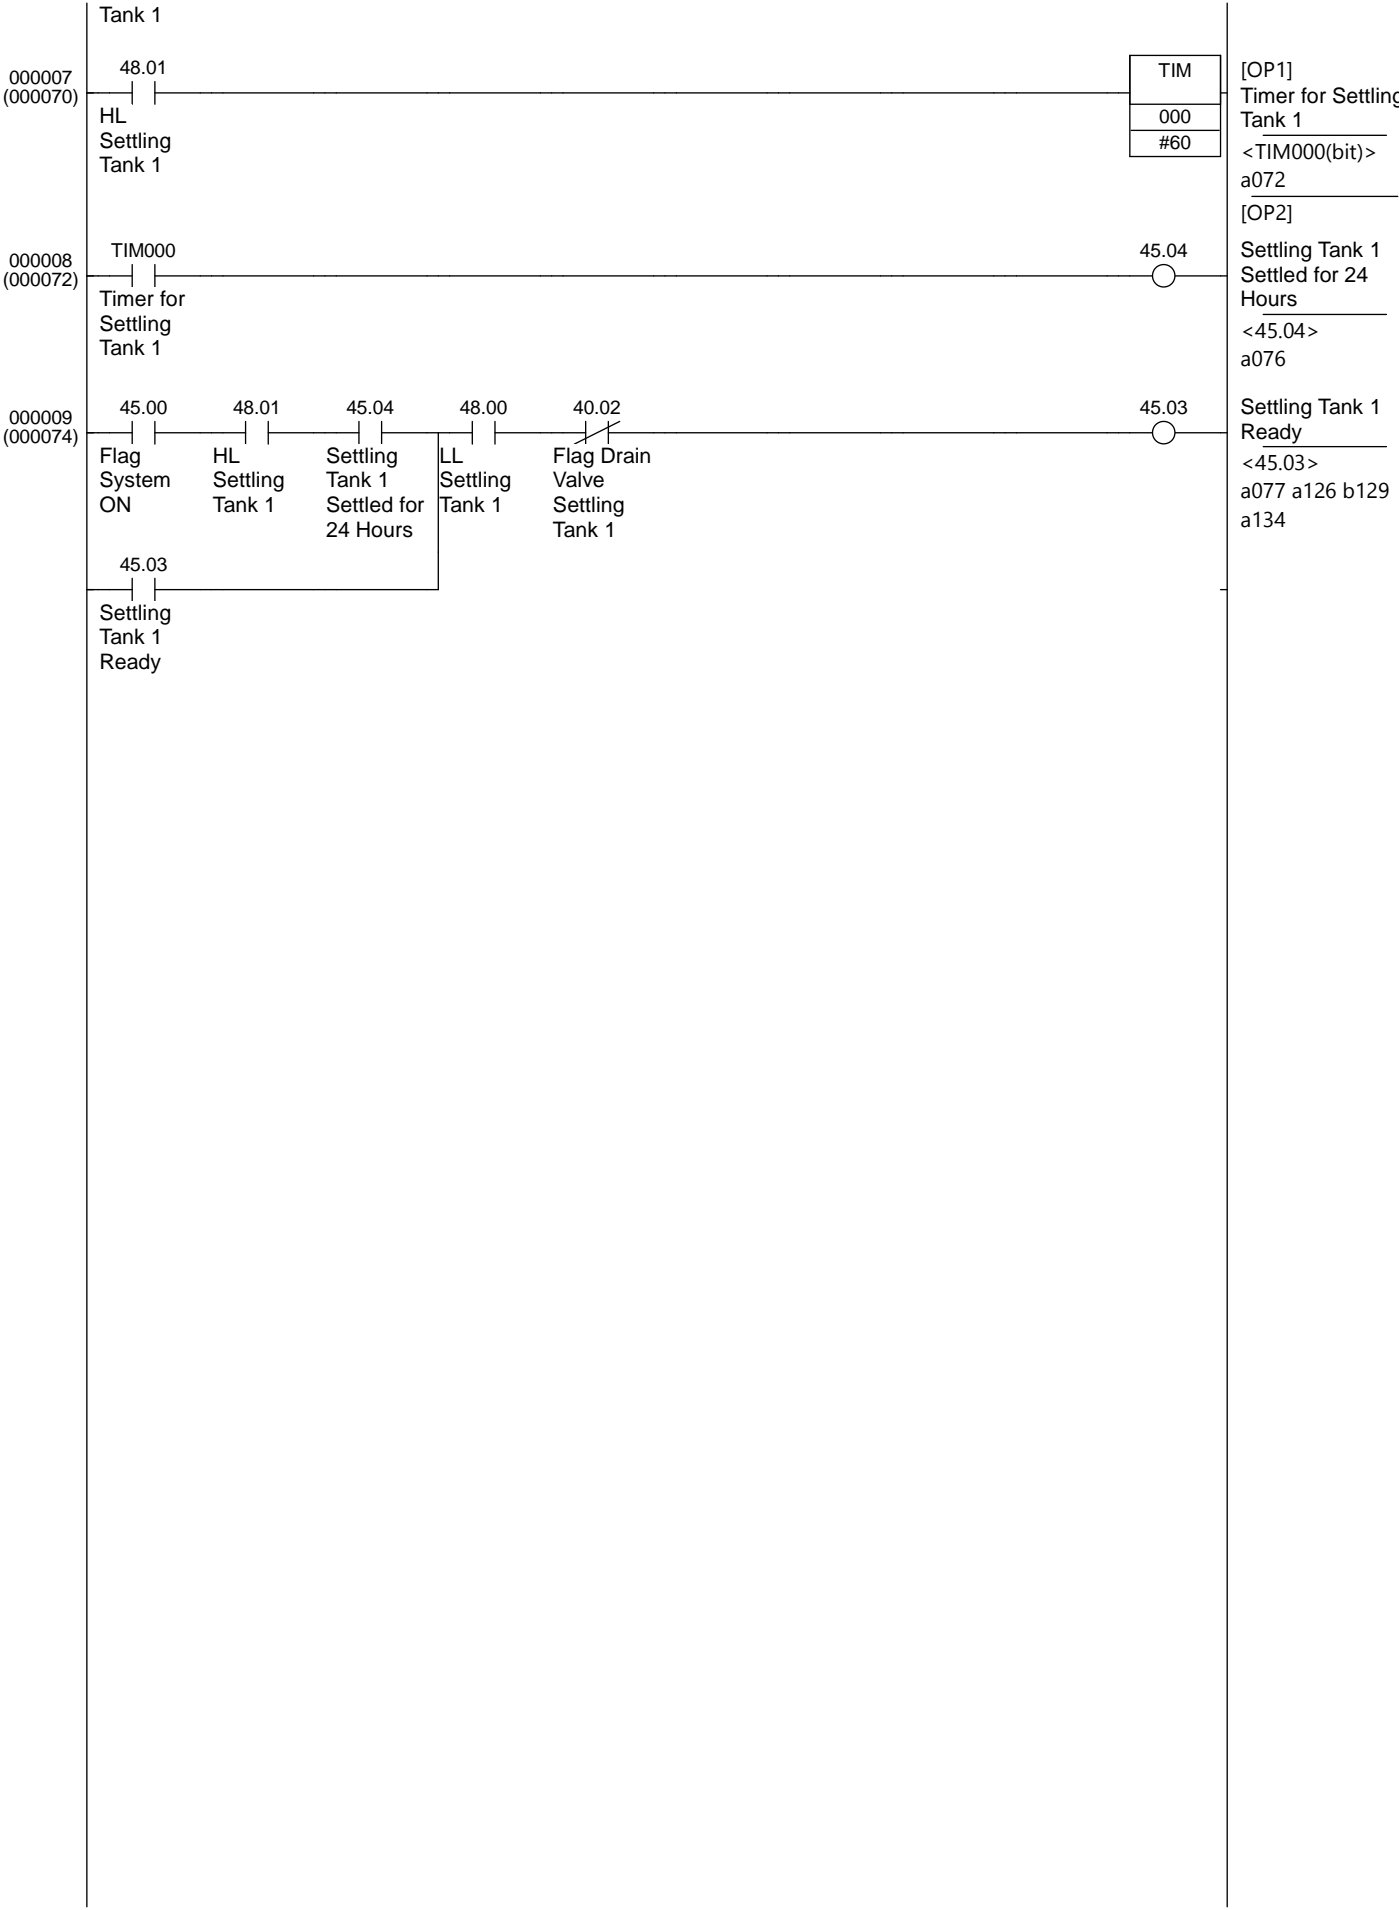 Tank 1
000007
(000070)
48.01
HL
Settling
Tank 1
TIM
000
#60
[OP1]
Timer for Settling
Tank 1
<TIM000(bit)>
a072
[OP2]
000008
(000072)
TIM000
Timer for
Settling
Tank 1
45.04
Settling Tank 1
Settled for 24
Hours
<45.04>
a076
000009
(000074)
45.00
Flag
System
ON
48.01
HL
Settling
Tank 1
45.04
Settling
Tank 1
Settled for
24 Hours
48.00
LL
Settling
Tank 1
40.02
Flag Drain
Valve
Settling
Tank 1
45.03
Settling Tank 1
Ready
<45.03>
a077 a126 b129
a134
45.03
Settling
Tank 1
Ready